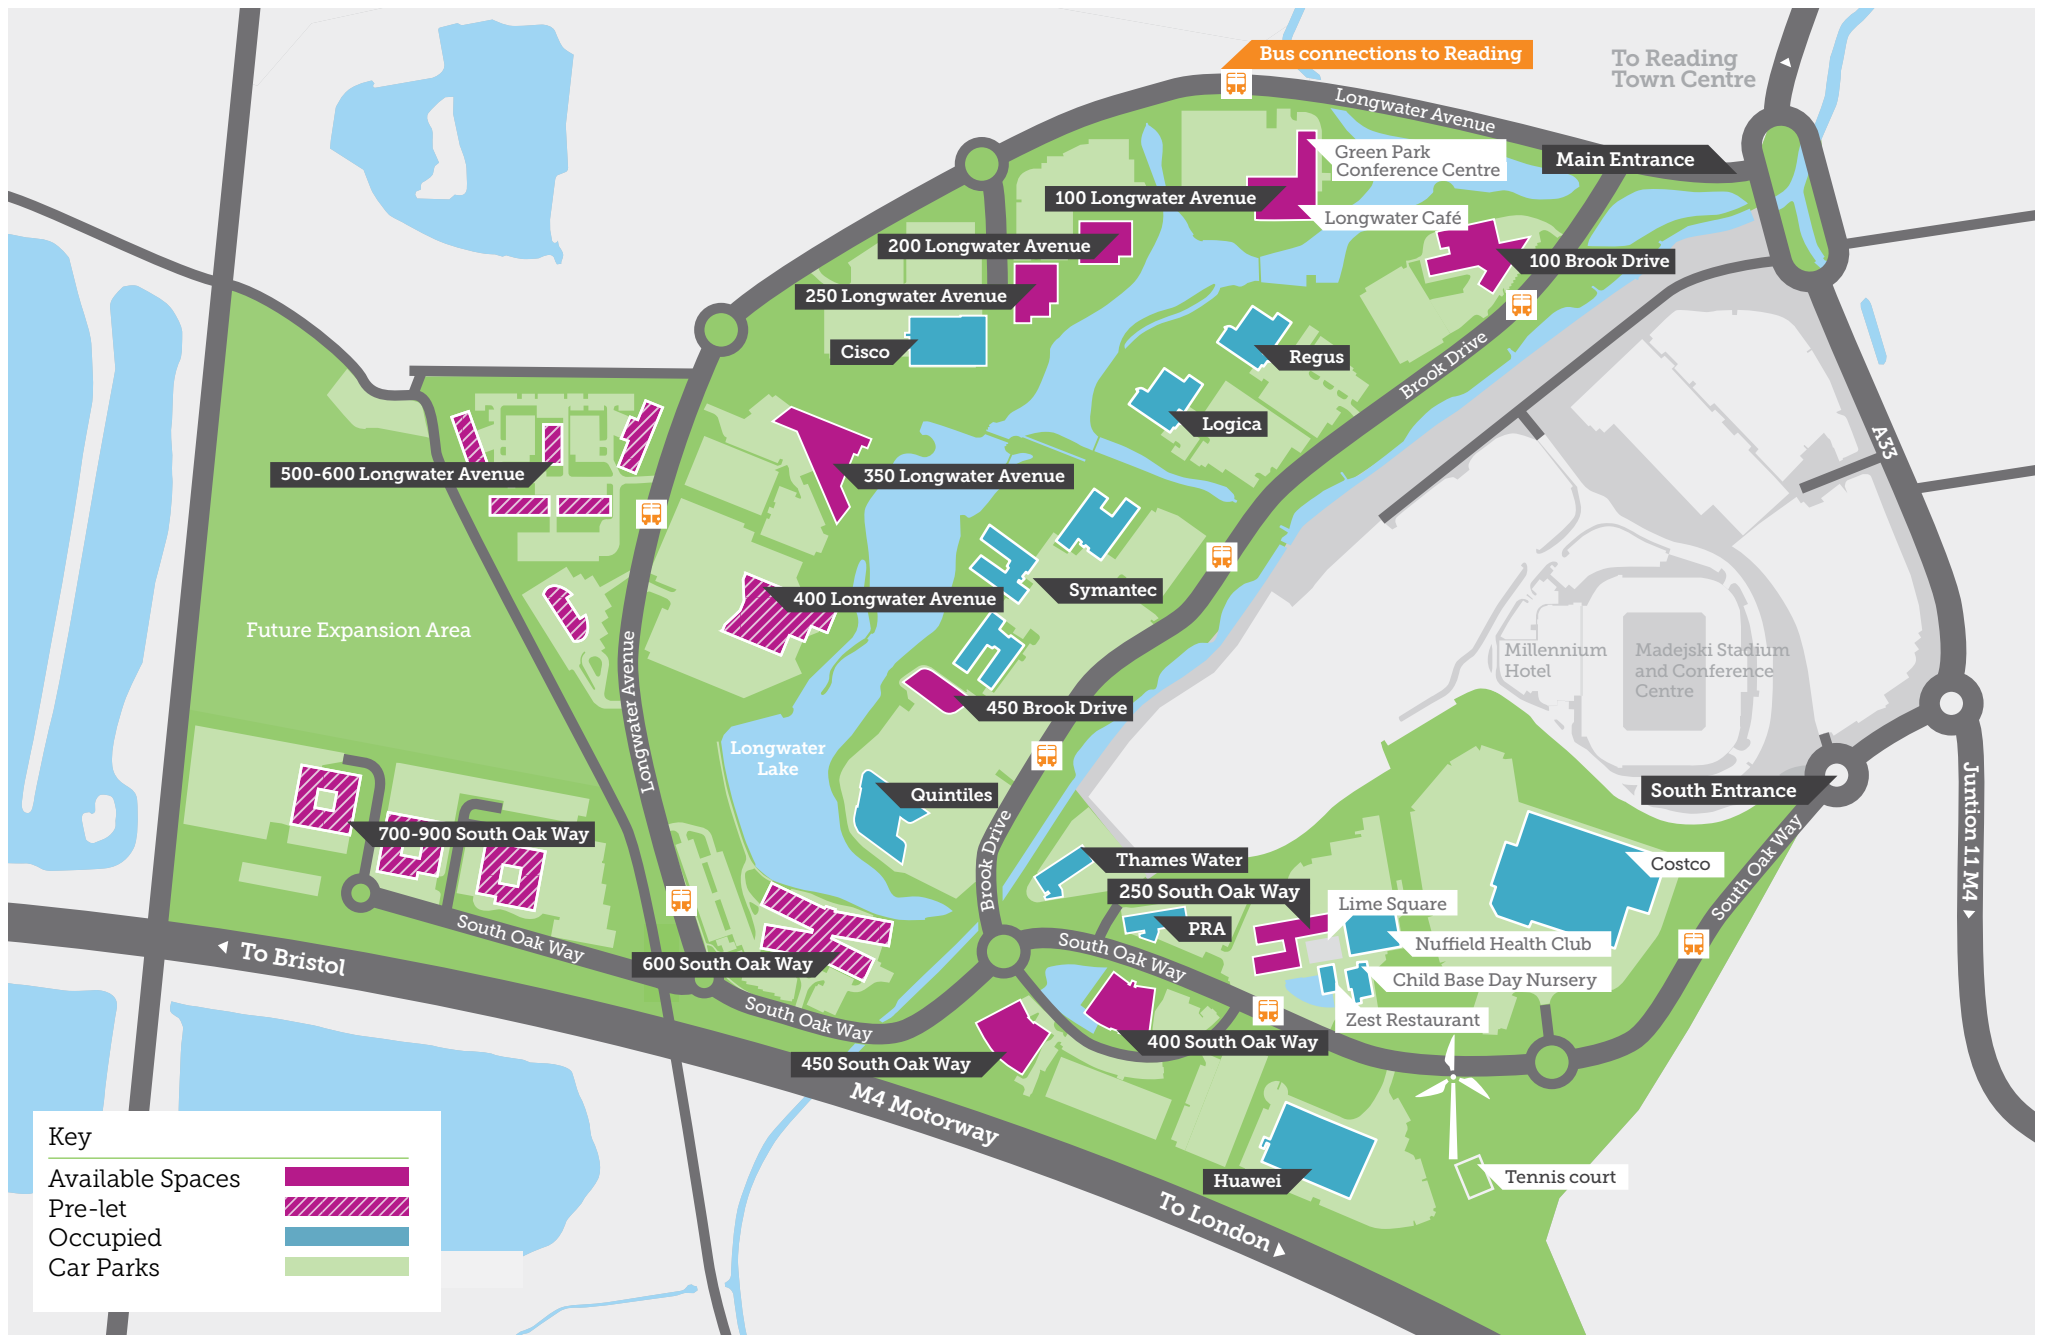 Bus connections to Reading
To Reading
Town Centre
Longwater Avenue
Main Entrance
Green Park
Conference Centre
100 Longwater Avenue
Longwater Café
200 Longwater Avenue
100 Brook Drive
250 Longwater Avenue
Cisco
Regus
Brook Drive
Logica
A33
500-600 Longwater Avenue
350 Longwater Avenue
Symantec
400 Longwater Avenue
Future Expansion Area
Longwater Avenue
Millennium
Hotel
Madejski Stadium
and Conference
Centre
450 Brook Drive
Longwater
Lake
Quintiles
South Entrance
Juntion 11 M4
700-900 South Oak Way
Brook Drive
Thames Water
Costco
South Oak Way
250 South Oak Way
Lime Square
PRA
Nuffield Health Club
South Oak Way
South Oak Way
To Bristol
600 South Oak Way
Child Base Day Nursery
South Oak Way
Zest Restaurant
400 South Oak Way
450 South Oak Way
M4 Motorway
Huawei
Tennis court
To London
Key
Available Spaces
Pre-let
Occupied
Car Parks